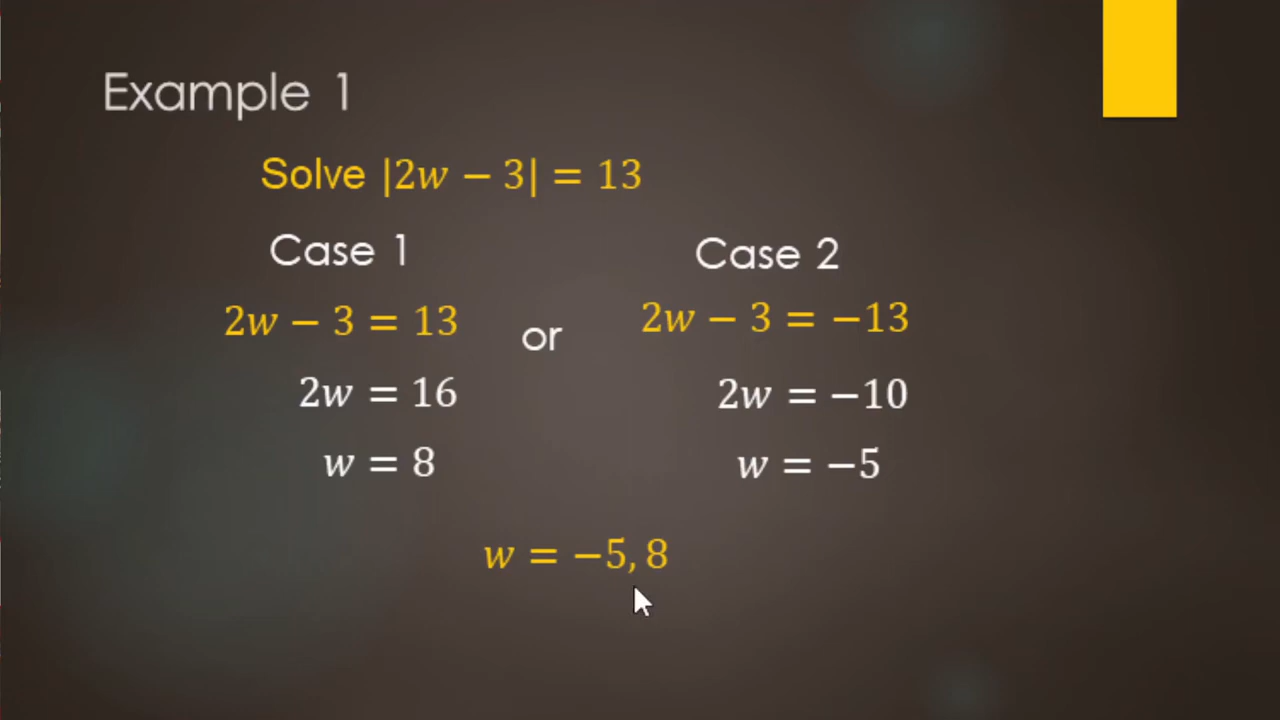 Example 1
Solve |2w − 3| = 13
Case 1
2w − 3 = 13
2w = 16
w = 8
or
Case 2
2w − 3 = −13
2w = −10
w = −5
w = −5, 8